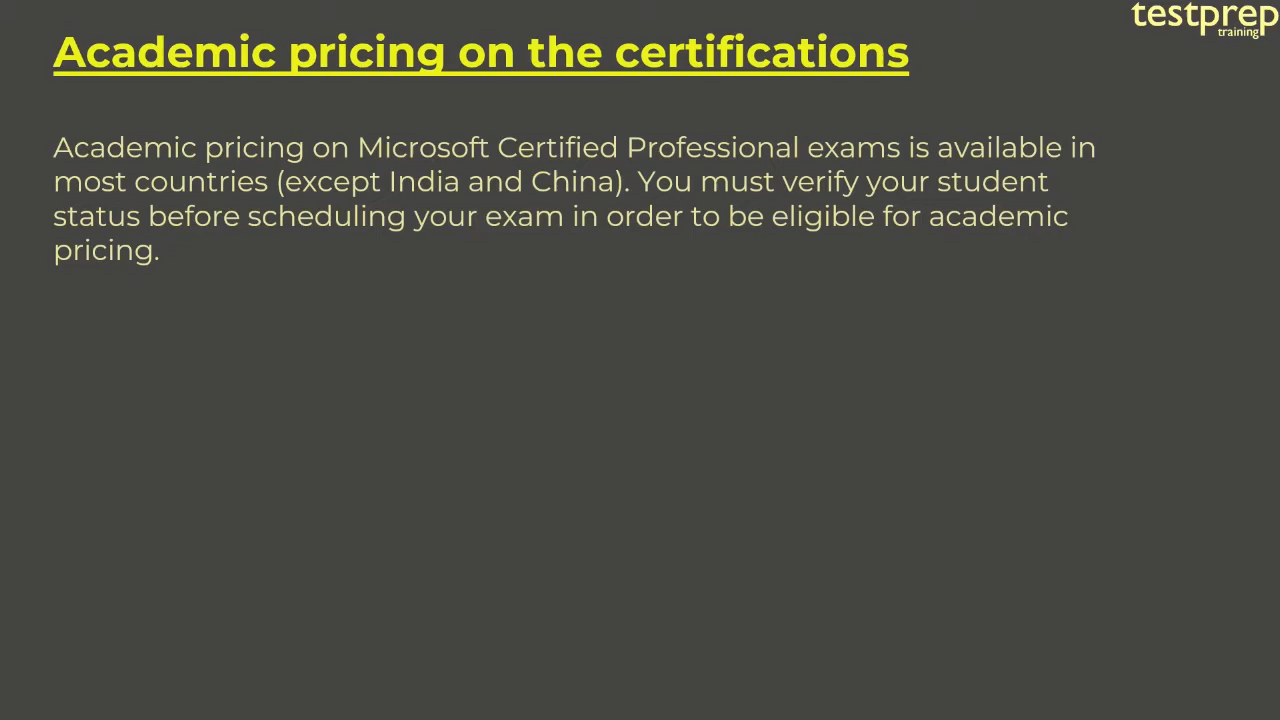 testprep
training
Academic pricing on the certifications
Academic pricing on Microsoft Certified Professional exams is available in
most countries (except India and China). You must verify your student
status before scheduling your exam in order to be eligible for academic
pricing.